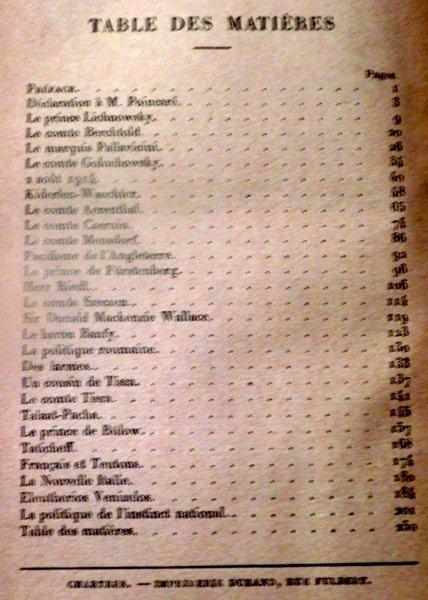 TABLE DES MATIÈRES
Pages
Préface. 1
Déclaration à M. Poincaré. 3
Le prince Lichnowsky. 9
Le comte Berchtold. 20
Le marquis Pallavicini. 26
Le comte Goluchowsky. 34
2 août 1914. 40
Kiderlen-Waechter. 48
Le comte Aerenthal. 65
Le comte Czernin. 74
Le comte Mensdorf. 86
Pacifisme de l'Angleterre. 92
Le prince de Fürstenberg. 96
Herr Riedl. 106
Le comte Szeczen. 114
Sir Donald Mackenzie Wallace. 119
Le baron Banfy. 123
La politique roumaine. 130
Des larmes. 133
Un cousin de Tisza. 137
Le comte Tisza. 141
Talaat-Pacha. 145
Le prince de Bülow. 157
Taticheff. 168
Français et Teutons. 174
La Nouvelle Italie. 180
Eleutherios Venizelos. 184
La politique de l'instinct national. 201
Table des matières. 230
CHARTRES. — IMPRIMERIE DURAND, RUE FULBERT.